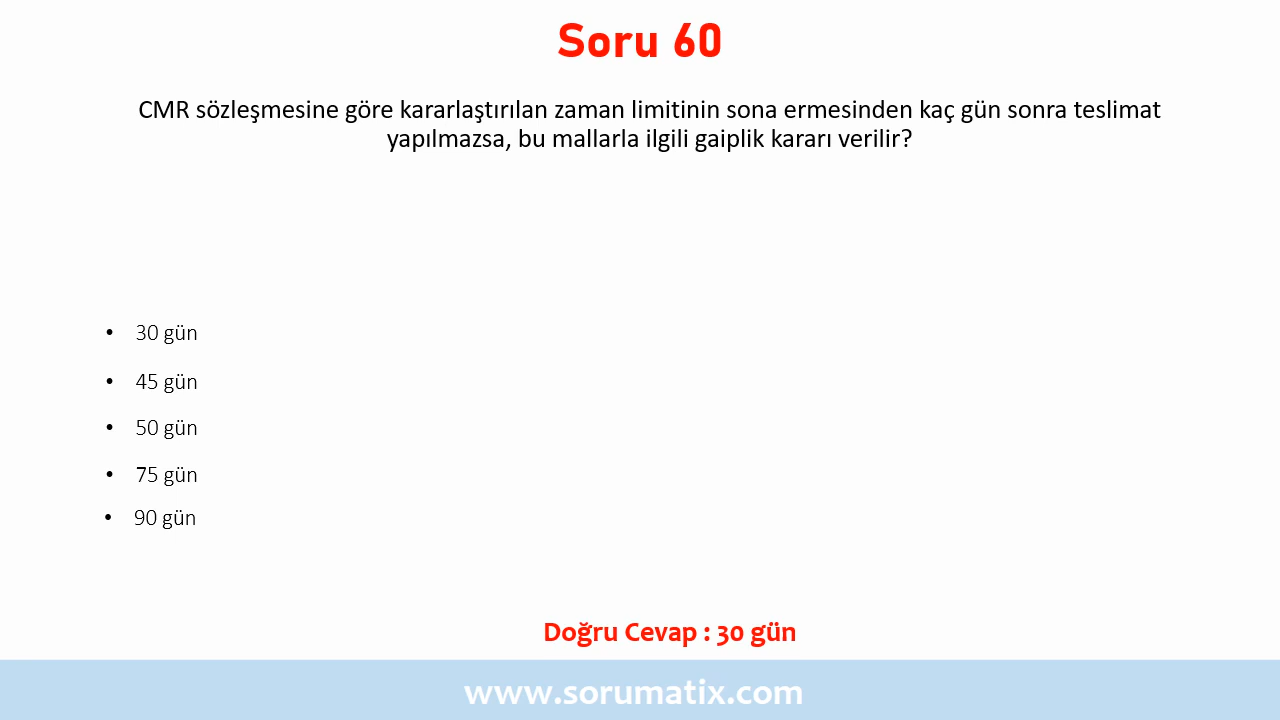 Soru 60
CMR sözleşmesine göre kararlaştırılan zaman limitinin sona ermesinden kaç gün sonra teslimat
yapılmazsa, bu mallarla ilgili gaiplik kararı verilir?
• 30 gün
• 45 gün
• 50 gün
• 75 gün
• 90 gün
Doğru Cevap : 30 gün
www.sorumatix.com